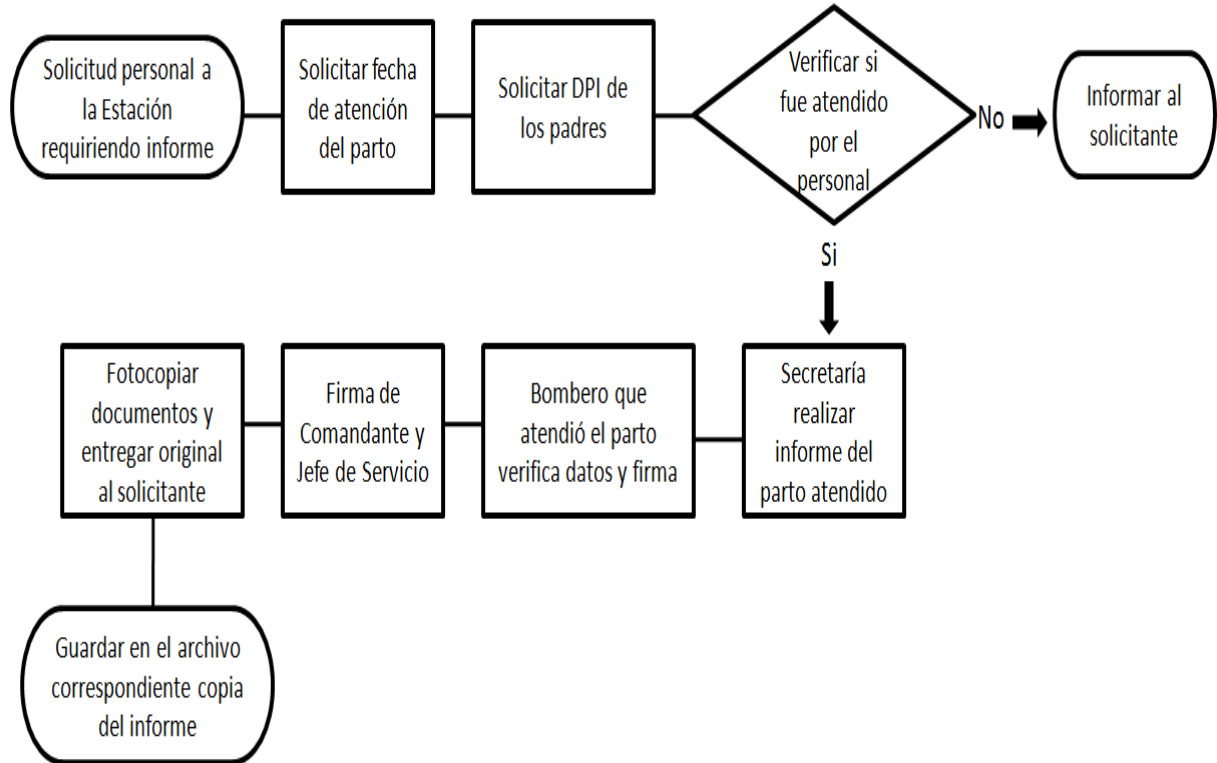 Solicitud personal a
la Estación
requiriendo informe
Solicitar fecha
de atención
del parto
Solicitar DPI de
los padres
Verificar si
fue atendido
por el
personal
No
Informar al
solicitante
Si
Secretaría
realizar
informe del
parto atendido
Bombero que
atendió el parto
verifica datos y firma
Firma de
Comandante y
Jefe de Servicio
Fotocopiar
documentos y
entregar original
al solicitante
Guardar en el archivo
correspondiente copia
del informe